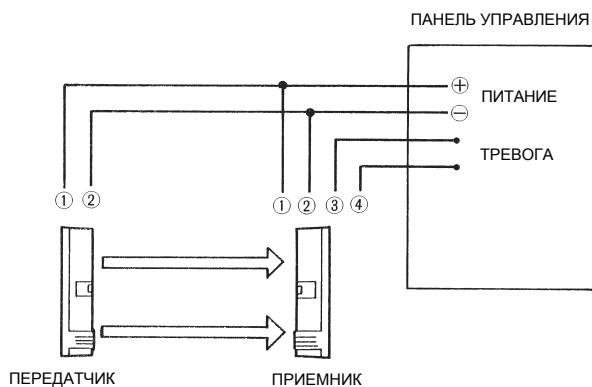 ПАНЕЛЬ УПРАВЛЕНИЯ
+ ПИТАНИЕ
−
ТРЕВОГА
① ② ① ② ③ ④
ПЕРЕДАТЧИК ПРИЕМНИК